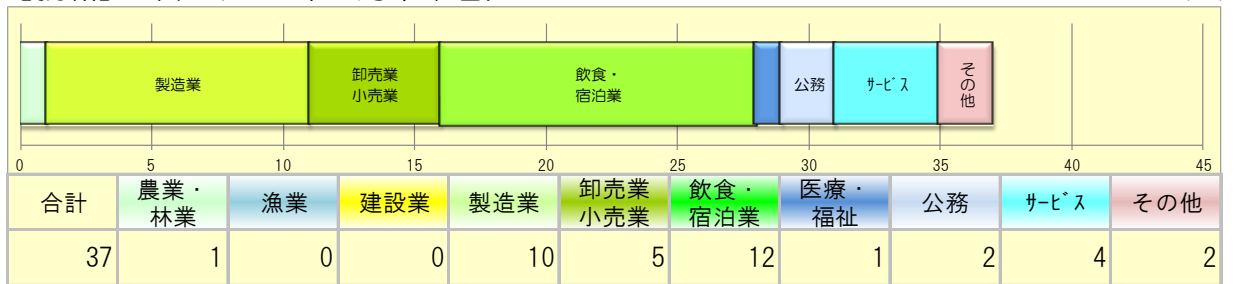 製造業
卸売業
小売業
飲食・
宿泊業
公務
ｻｰﾋﾞｽ
その他
0 5 10 15 20 25 30 35 40 45
合計 農業・林業 漁業 建設業 製造業 卸売業小売業 飲食・宿泊業 医療・福祉 公務 ｻｰﾋﾞｽ その他
37 1 0 0 10 5 12 1 2 4 2